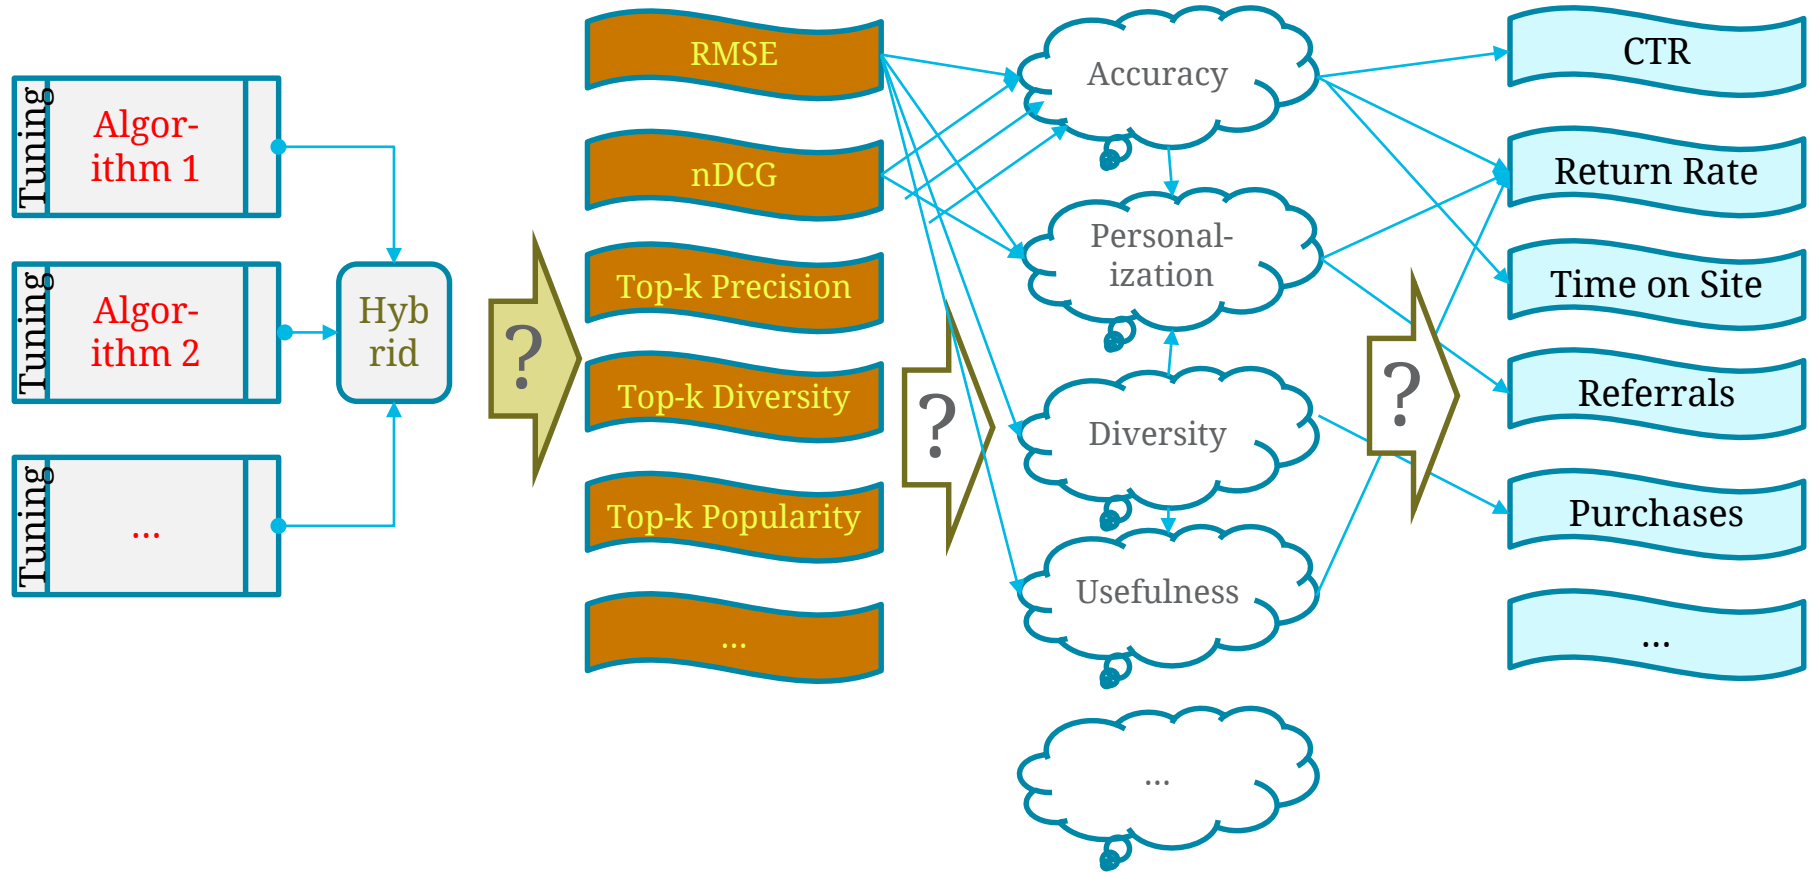 Tuning
Algor-
ithm 1
Tuning
Algor-
ithm 2
Tuning
...
Hyb
rid
?
RMSE
nDCG
Top-k Precision
Top-k Diversity
Top-k Popularity
...
?
Accuracy
Personal-
ization
Diversity
Usefulness
...
?
CTR
Return Rate
Time on Site
Referrals
Purchases
...